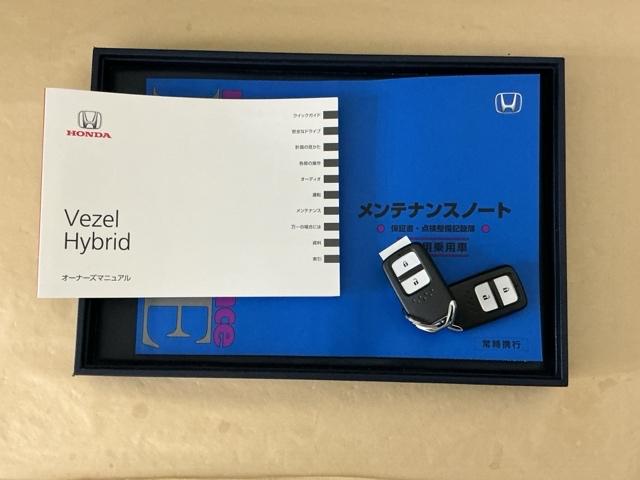 HONDA
Vezel
Hybrid
オーナーズマニュアル
クイックガイド
安全なドライブ
計器の見かた
各部の操作
オーディオ
運転
メンテナンス
万一の場合には
資料
索引
メンテナンスノート
保証書・点検整備記録簿
乗用車
nce
E
常時携行